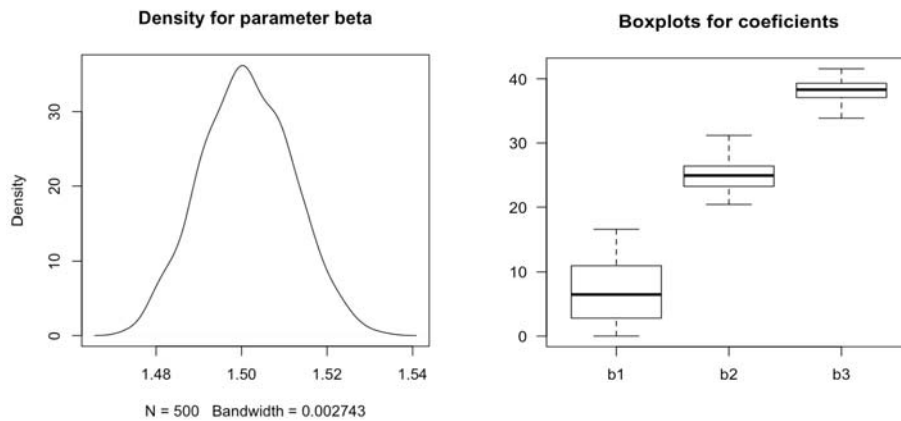 Density for parameter beta
Density
0
10
20
30
1.48 1.50 1.52 1.54
N = 500 Bandwidth = 0.002743
Boxplots for coeficients
40
30
20
10
0
b1 b2 b3